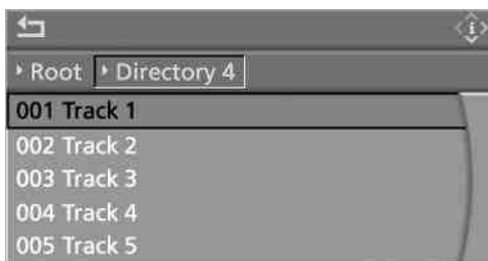 Root Directory 4
001 Track 1
002 Track 2
003 Track 3
004 Track 4
005 Track 5